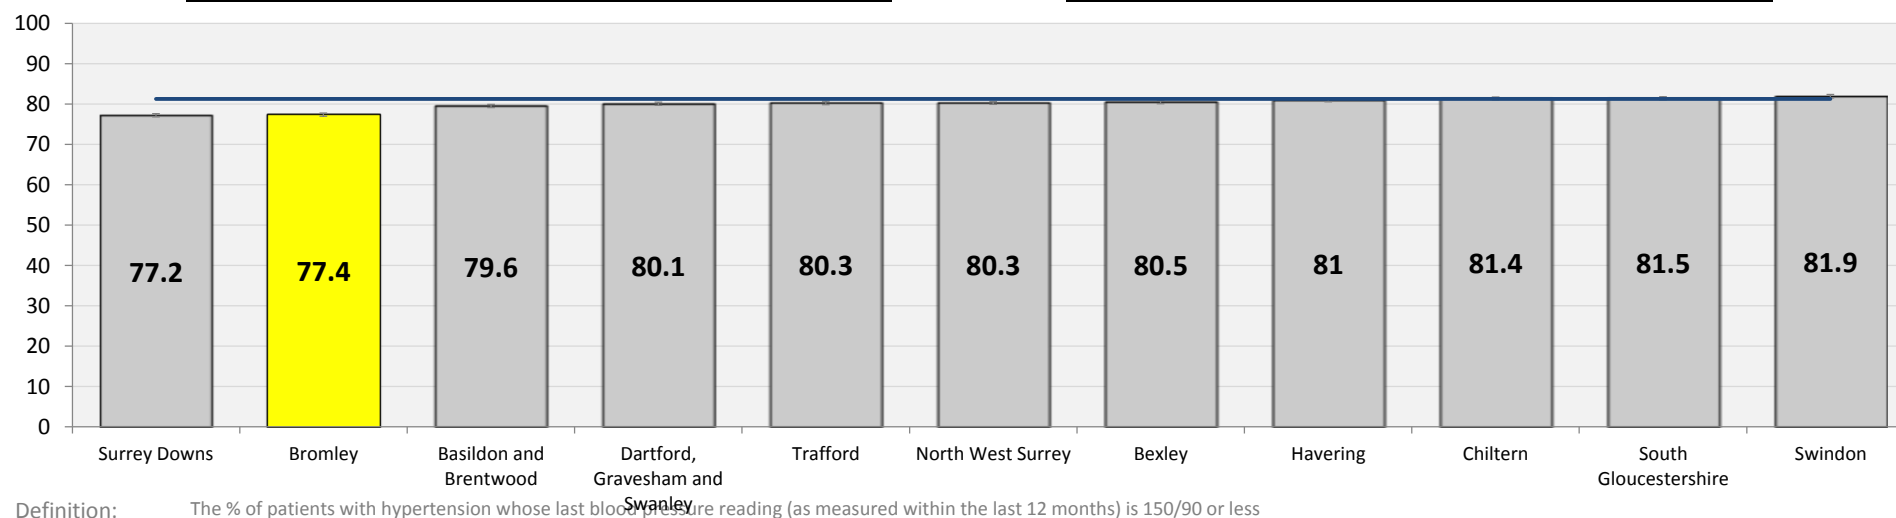 100
90
80
70
60
50
40
30
20
10
0
77.2 77.4 79.6 80.1 80.3 80.3 80.5 81 81.4 81.5 81.9
Surrey Downs
Bromley
Basildon and
Brentwood
Dartford,
Gravesham and
Swanley
Trafford
North West Surrey
Bexley
Havering
Chiltern
South
Gloucestershire
Swindon
Definition: The % of patients with hypertension whose last blood pressure reading (as measured within the last 12 months) is 150/90 or less